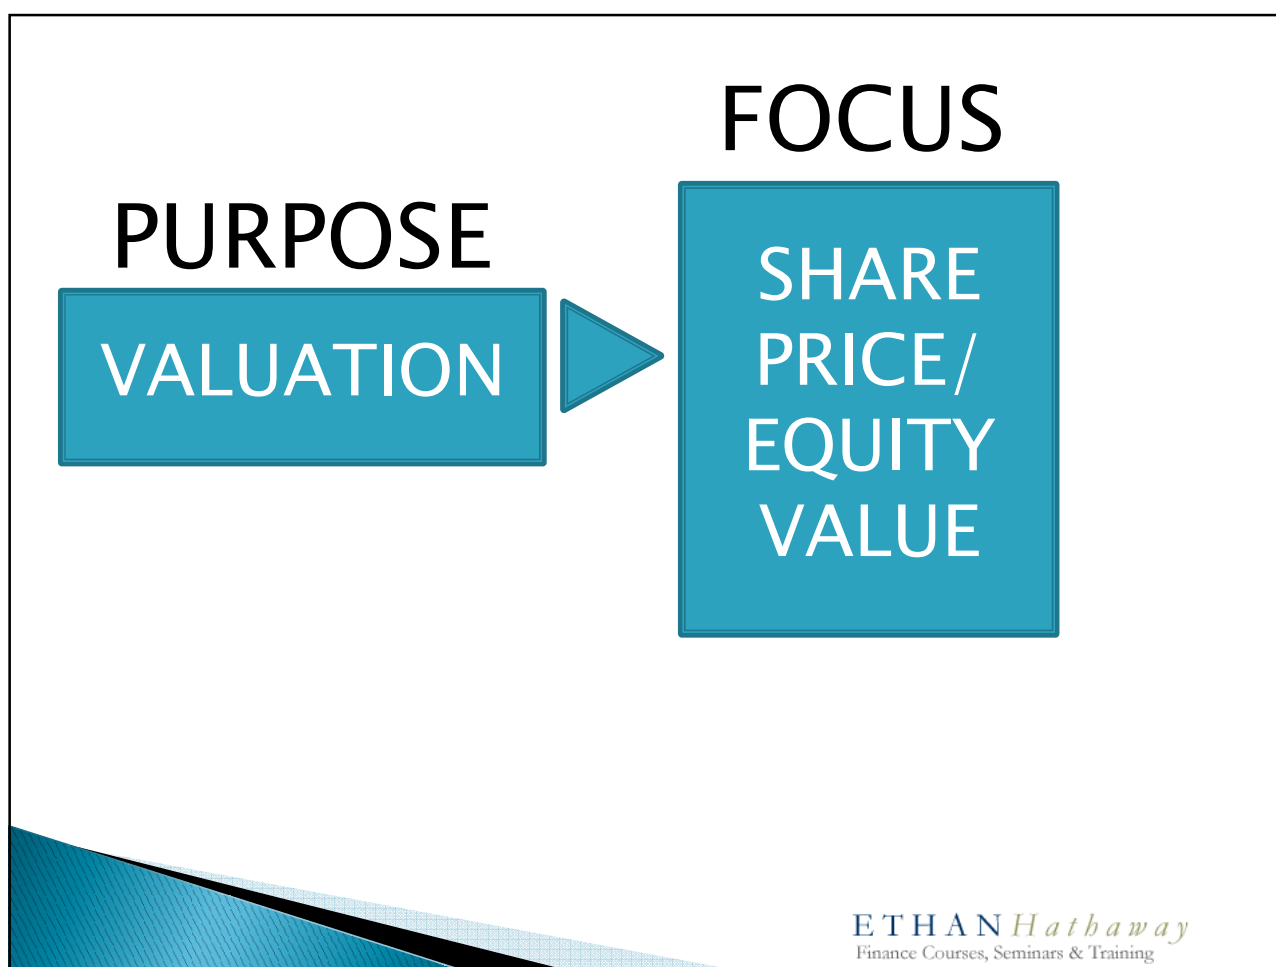 PURPOSE
VALUATION
FOCUS
SHARE
PRICE/
EQUITY
VALUE
ETHAN Hathaway
Finance Courses, Seminars & Training